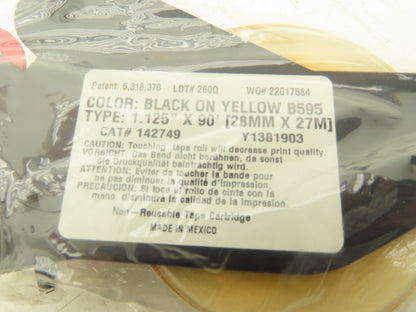 Patent: 5,318,370 LOT# 260Q WO# 22017584
COLOR: BLACK ON YELLOW B595
TYPE: 1.125" X 90' [28MM X 27M]
CAT# 142749 Y1381903
CAUTION: Touching tape roll will decrease print quality.
VORSICHT: Das Band nicht berühren, da sonst
die Druckqualität beinträchtig wird.
ATTENTION: Eviter de toucher la bande pour
ne pas diminuer la qualité d'impression.
PRECAUCION: Si toca el rollo de cinta con la
mano, disminura la calidad de la impresion.
Non-Reusable Tape Cartridge
MADE IN MEXICO